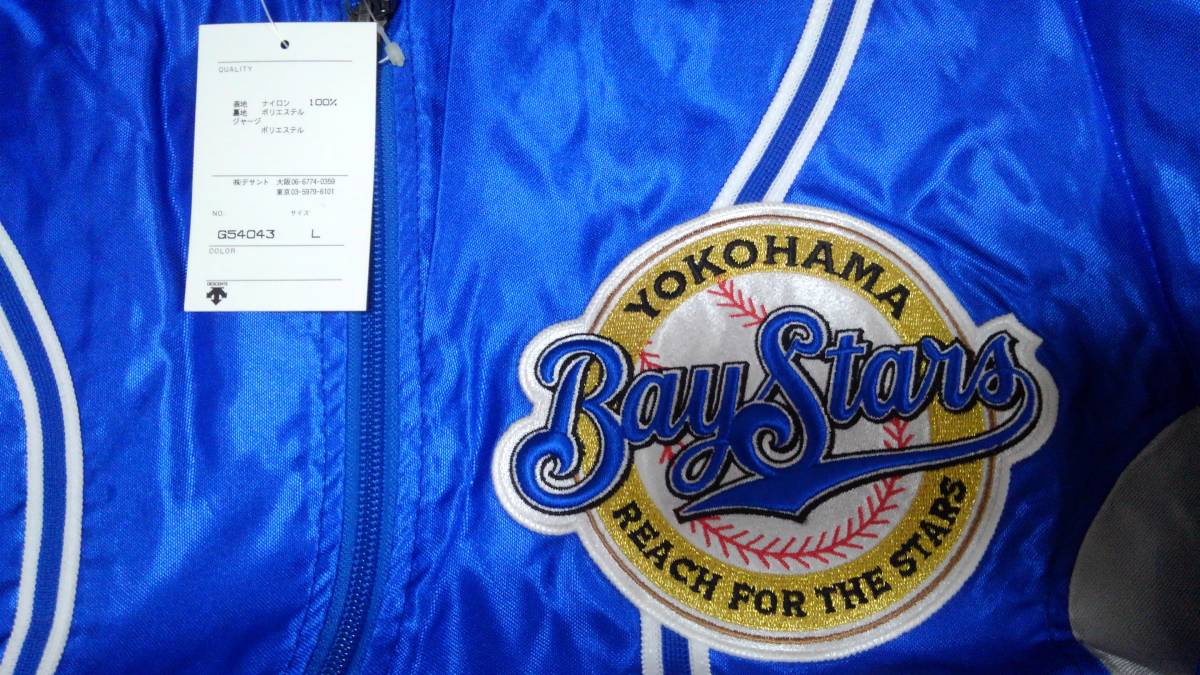 QUALITY
表地 ナイロン 100%
裏地 ポリエステル
ジャージ
ポリエステル
㈱デサント 大阪06-6774-0359
東京03-5979-6101
NO. サイズ
G54043 L
COLOR
DESCENTE
YOKOHAMA
BayStars
REACH FOR THE STARS